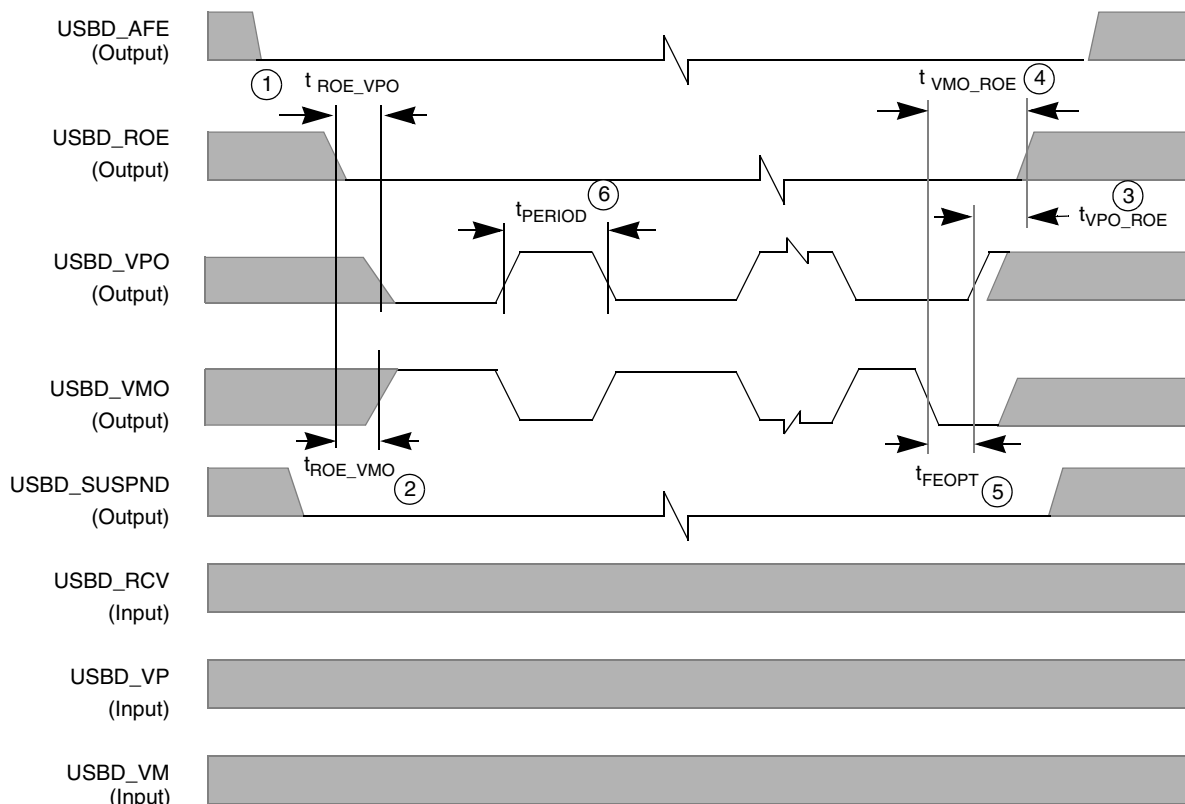 USBD_AFE
(Output)
1
t ROE_VPO
t VMO_ROE
4
USBD_ROE
(Output)
6
tPERIOD
3
tVPO_ROE
USBD_VPO
(Output)
USBD_VMO
(Output)
tROE_VMO
2
tFEOPT
5
USBD_SUSPND
(Output)
USBD_RCV
(Input)
USBD_VP
(Input)
USBD_VM
(Input)